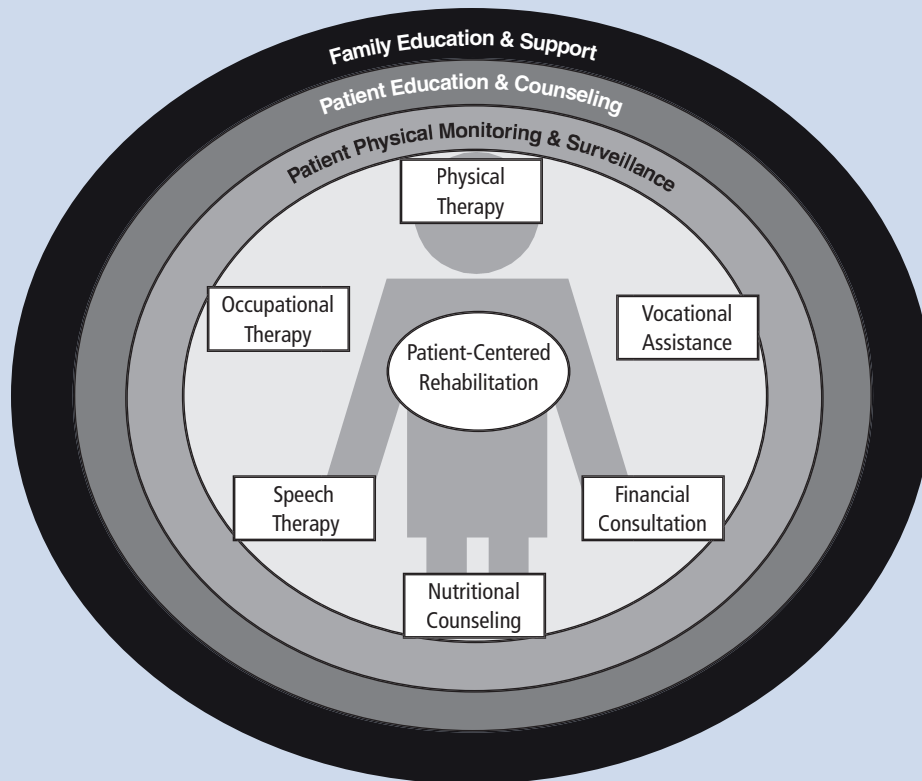 Family Education & Support
Patient Education & Counseling
Patient Physical Monitoring & Surveillance
Physical
Therapy
Occupational
Therapy
Vocational
Assistance
Patient-Centered
Rehabilitation
Speech
Therapy
Financial
Consultation
Nutritional
Counseling